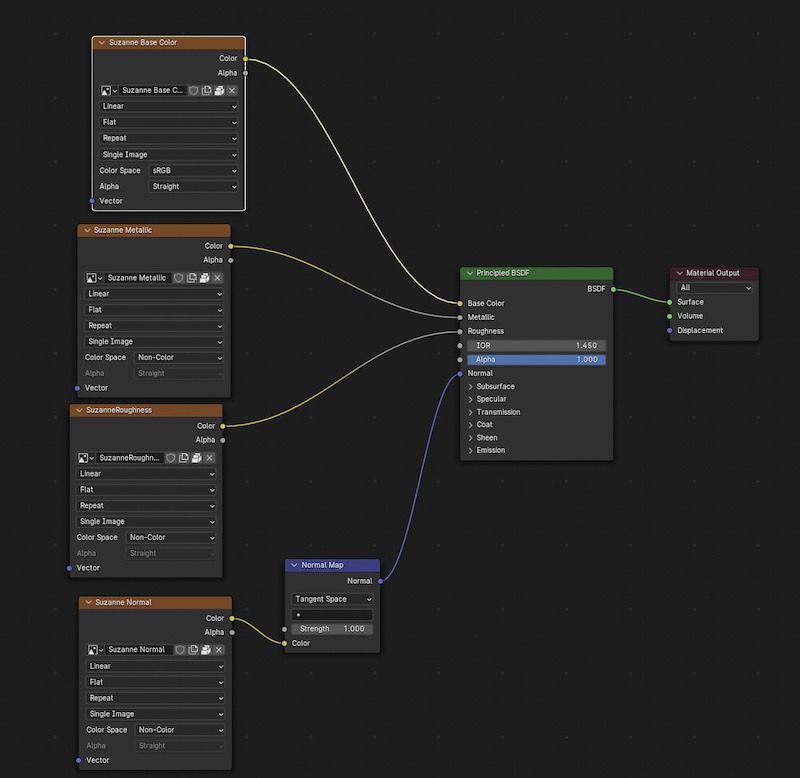 Suzanne Base Color
Color
Alpha
Suzanne Base C...
Linear
Flat
Repeat
Single Image
Color Space sRGB
Alpha Straight
Vector
Suzanne Metallic
Color
Alpha
Suzanne Metallic
Linear
Flat
Repeat
Single Image
Color Space Non-Color
Alpha Straight
Vector
SuzanneRoughness
Color
Alpha
SuzanneRoughn...
Linear
Flat
Repeat
Single Image
Color Space Non-Color
Alpha Straight
Vector
Suzanne Normal
Color
Alpha
Suzanne Normal
Linear
Flat
Repeat
Single Image
Color Space Non-Color
Alpha Straight
Vector
Normal Map
Normal
Tangent Space
Strength 1.000
Color
Principled BSDF
BSDF
Base Color
Metallic
Roughness
IOR 1.450
Alpha 1.000
Normal
Subsurface
Specular
Transmission
Coat
Sheen
Emission
Material Output
All
Surface
Volume
Displacement